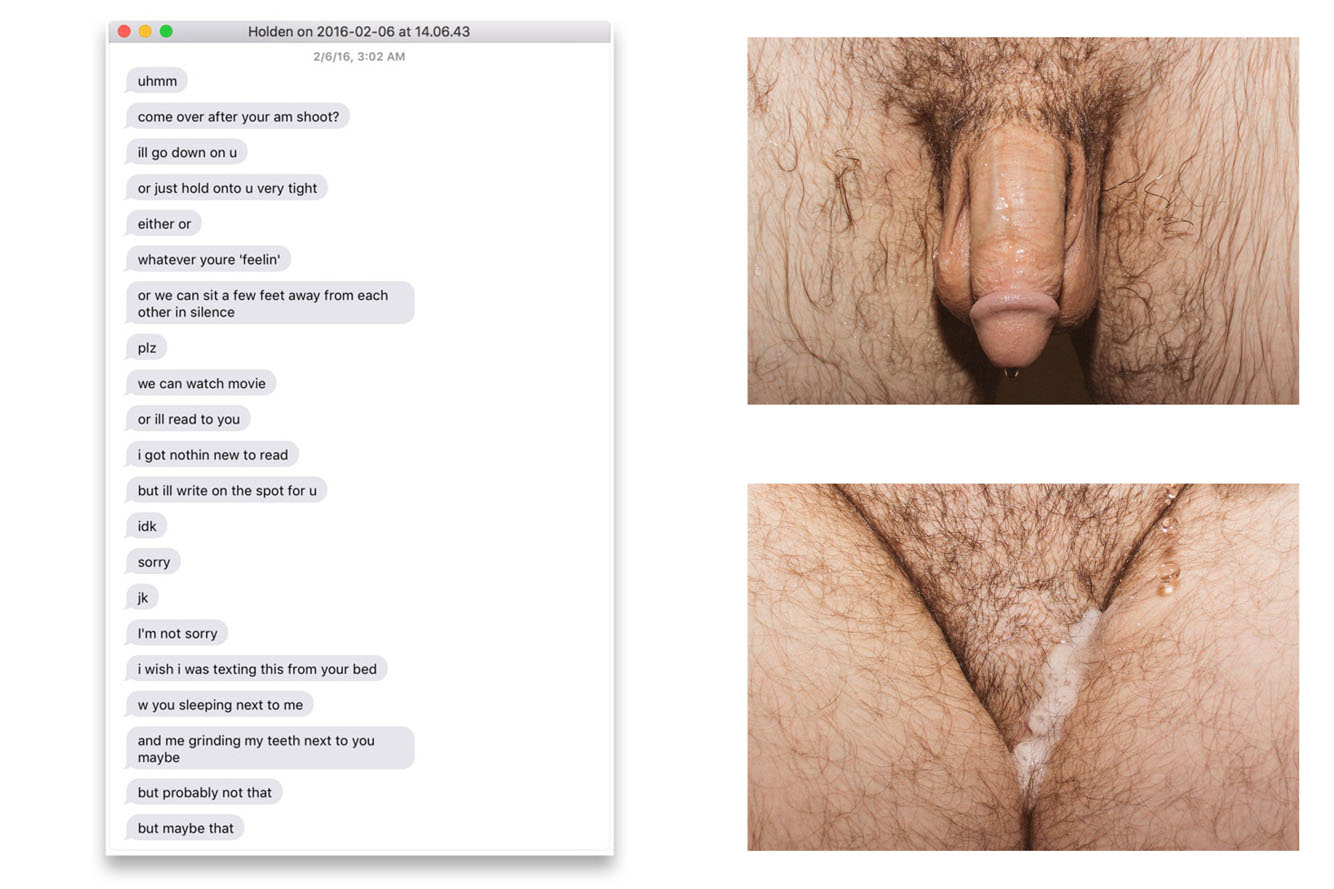 Holden on 2016-02-06 at 14.06.43
2/6/16, 3:02 AM
uhmm
come over after your am shoot?
ill go down on u
or just hold onto u very tight
either or
whatever youre 'feelin'
or we can sit a few feet away from each
other in silence
plz
we can watch movie
or ill read to you
i got nothin new to read
but ill write on the spot for u
idk
sorry
jk
I'm not sorry
i wish i was texting this from your bed
w you sleeping next to me
and me grinding my teeth next to you
maybe
but probably not that
but maybe that